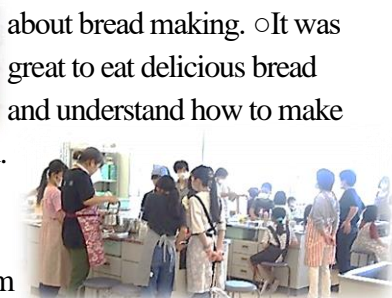 about bread making. ○It was
great to eat delicious bread
and understand how to make